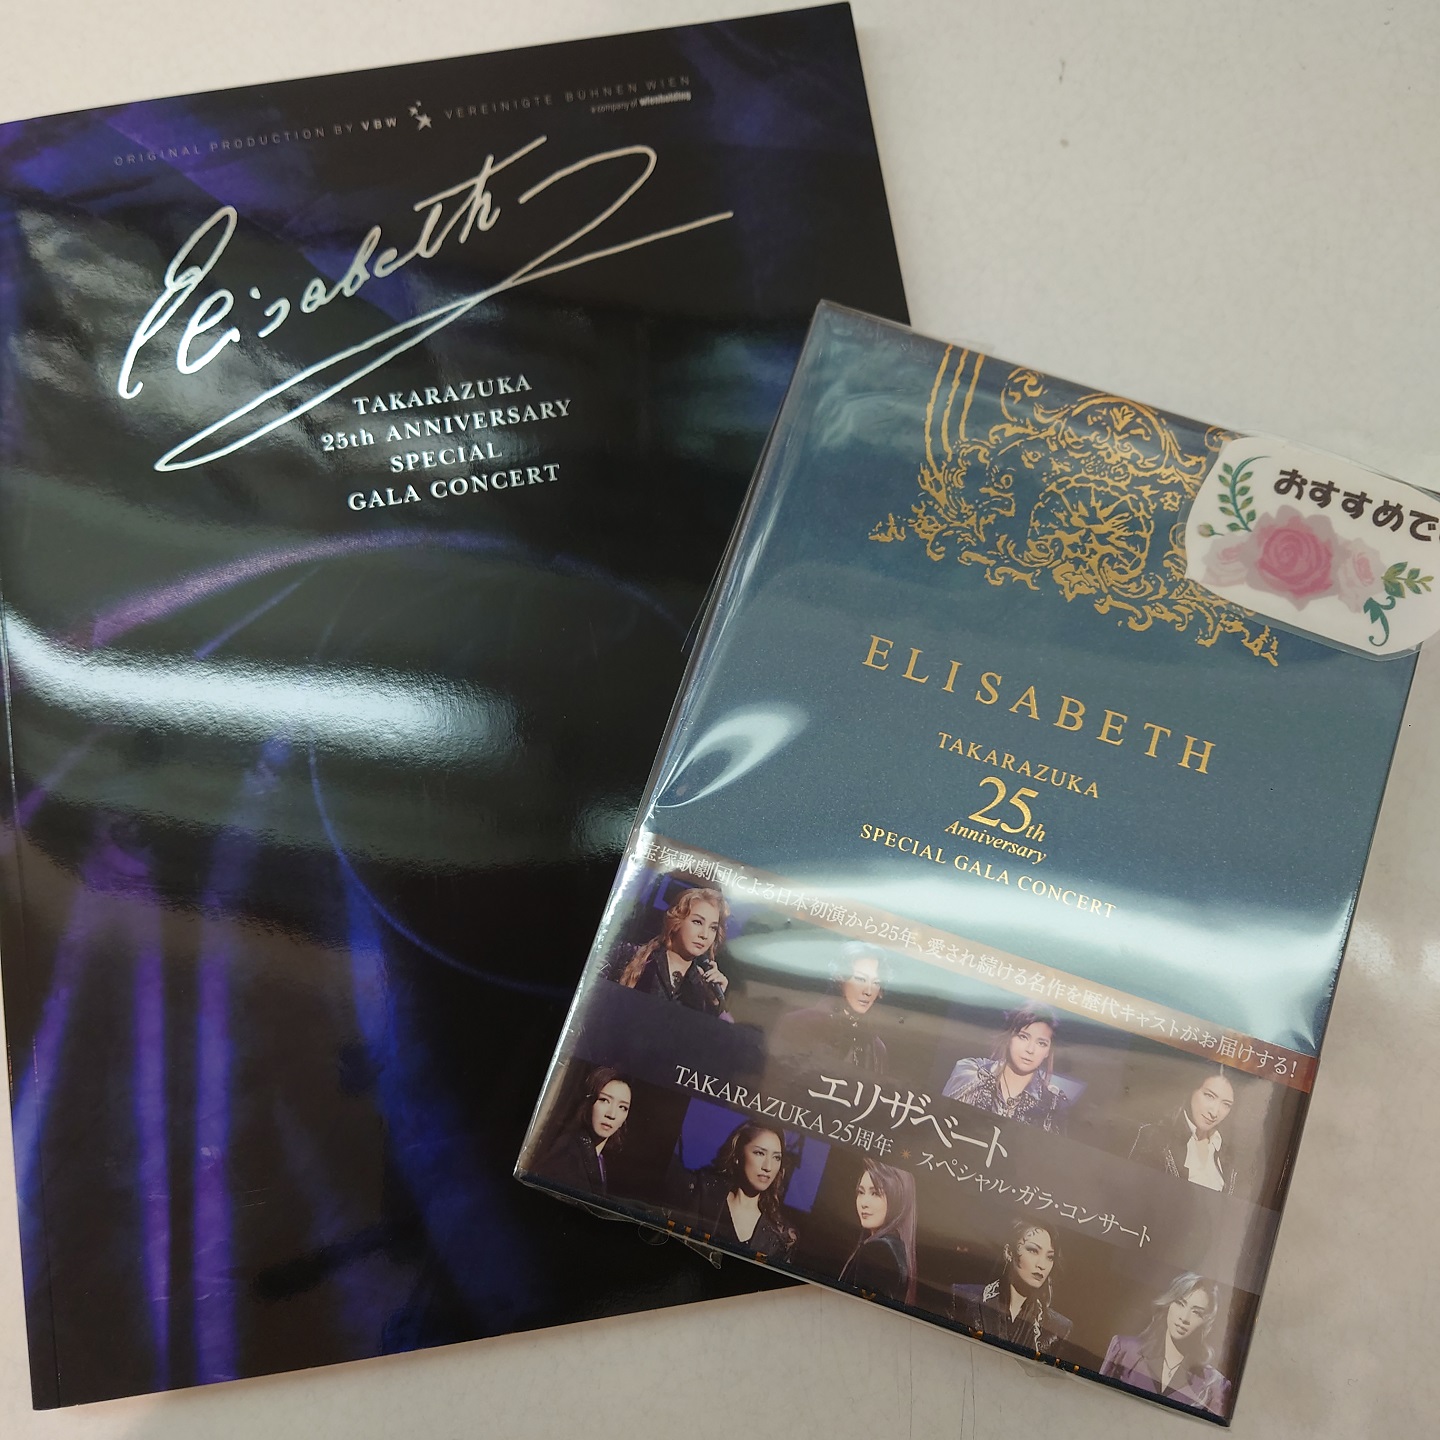 ORIGINAL PRODUCTION BY VBW VEREINIGTE BÜHNEN WIEN
a company of wienholding
Elisabeth
TAKARAZUKA
25th ANNIVERSARY
SPECIAL
GALA CONCERT
おすすめで
ELISABETH
TAKARAZUKA
25th
Anniversary
SPECIAL GALA CONCERT
宝塚歌劇団による日本初演から25年、愛され続ける名作を歴代キャストがお届けする!
エリザベート
TAKARAZUKA 25周年 スペシャル・ガラ・コンサート